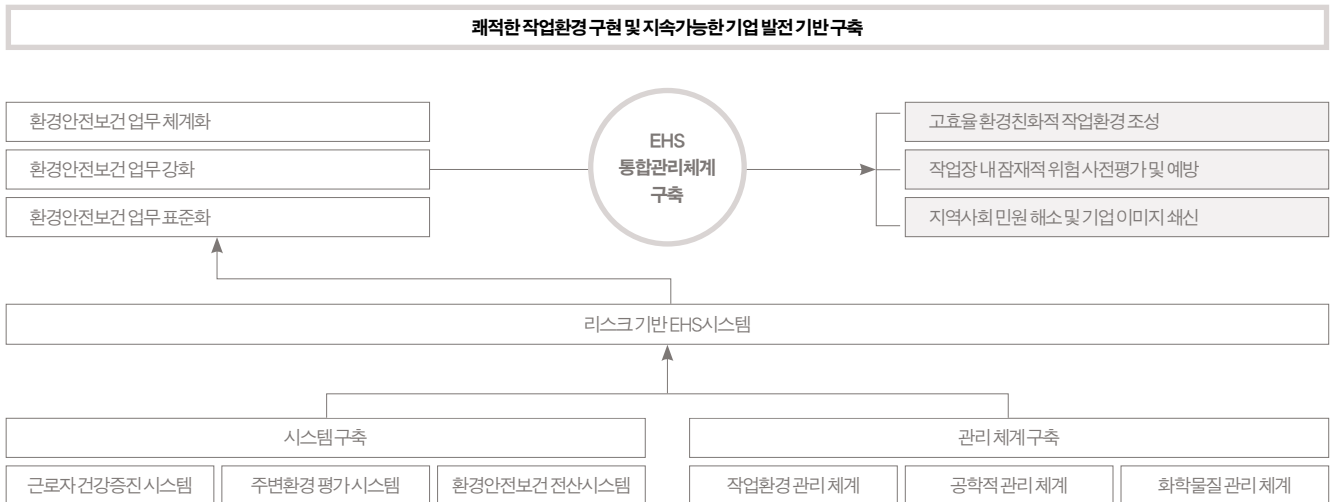 쾌적한 작업환경 구현 및 지속가능한 기업 발전 기반 구축
환경안전보건 업무 체계화
환경안전보건 업무 강화
환경안전보건 업무 표준화
EHS
통합관리체계
구축
고효율 환경친화적 작업환경 조성
작업장 내 잠재적 위험 사전평가 및 예방
지역사회 민원 해소 및 기업 이미지 쇄신
리스크 기반 EHS시스템
시스템 구축
관리 체계 구축
근로자 건강증진 시스템
주변환경 평가 시스템
환경안전보건 전산시스템
작업환경 관리 체계
공학적 관리 체계
화학물질 관리 체계